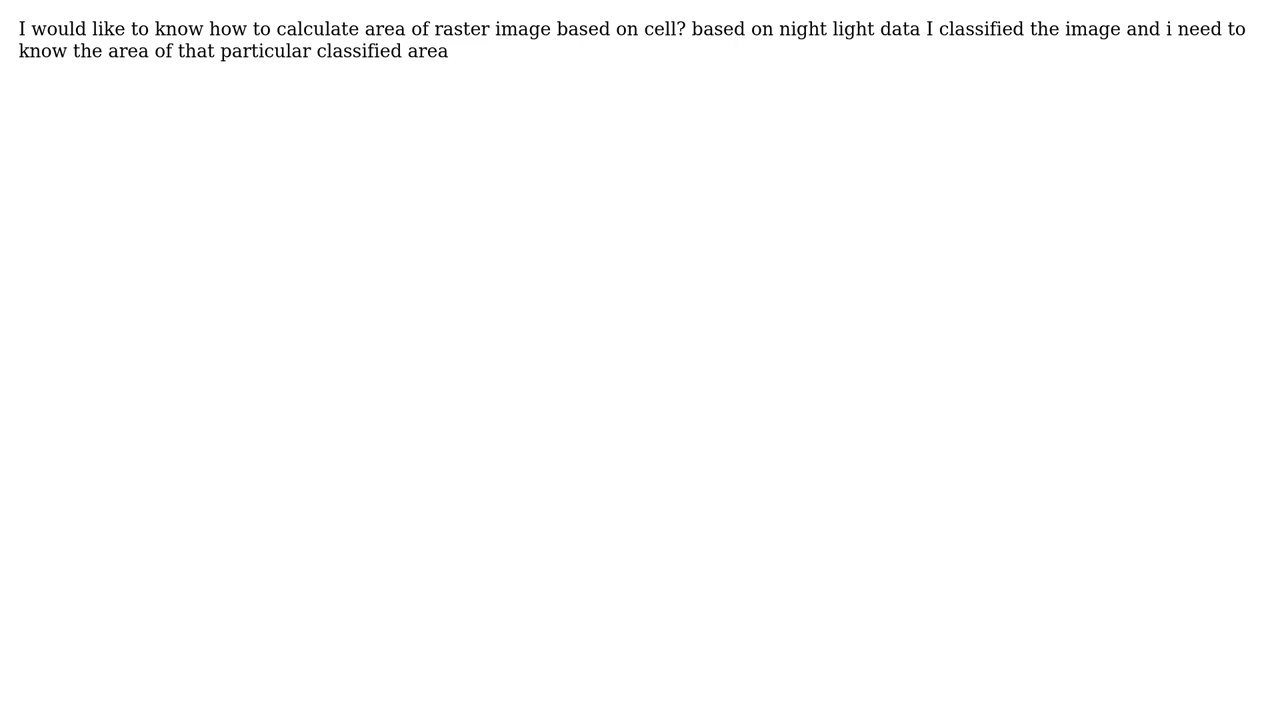 I would like to know how to calculate area of raster image based on cell? based on night light data I classified the image and i need to
know the area of that particular classified area